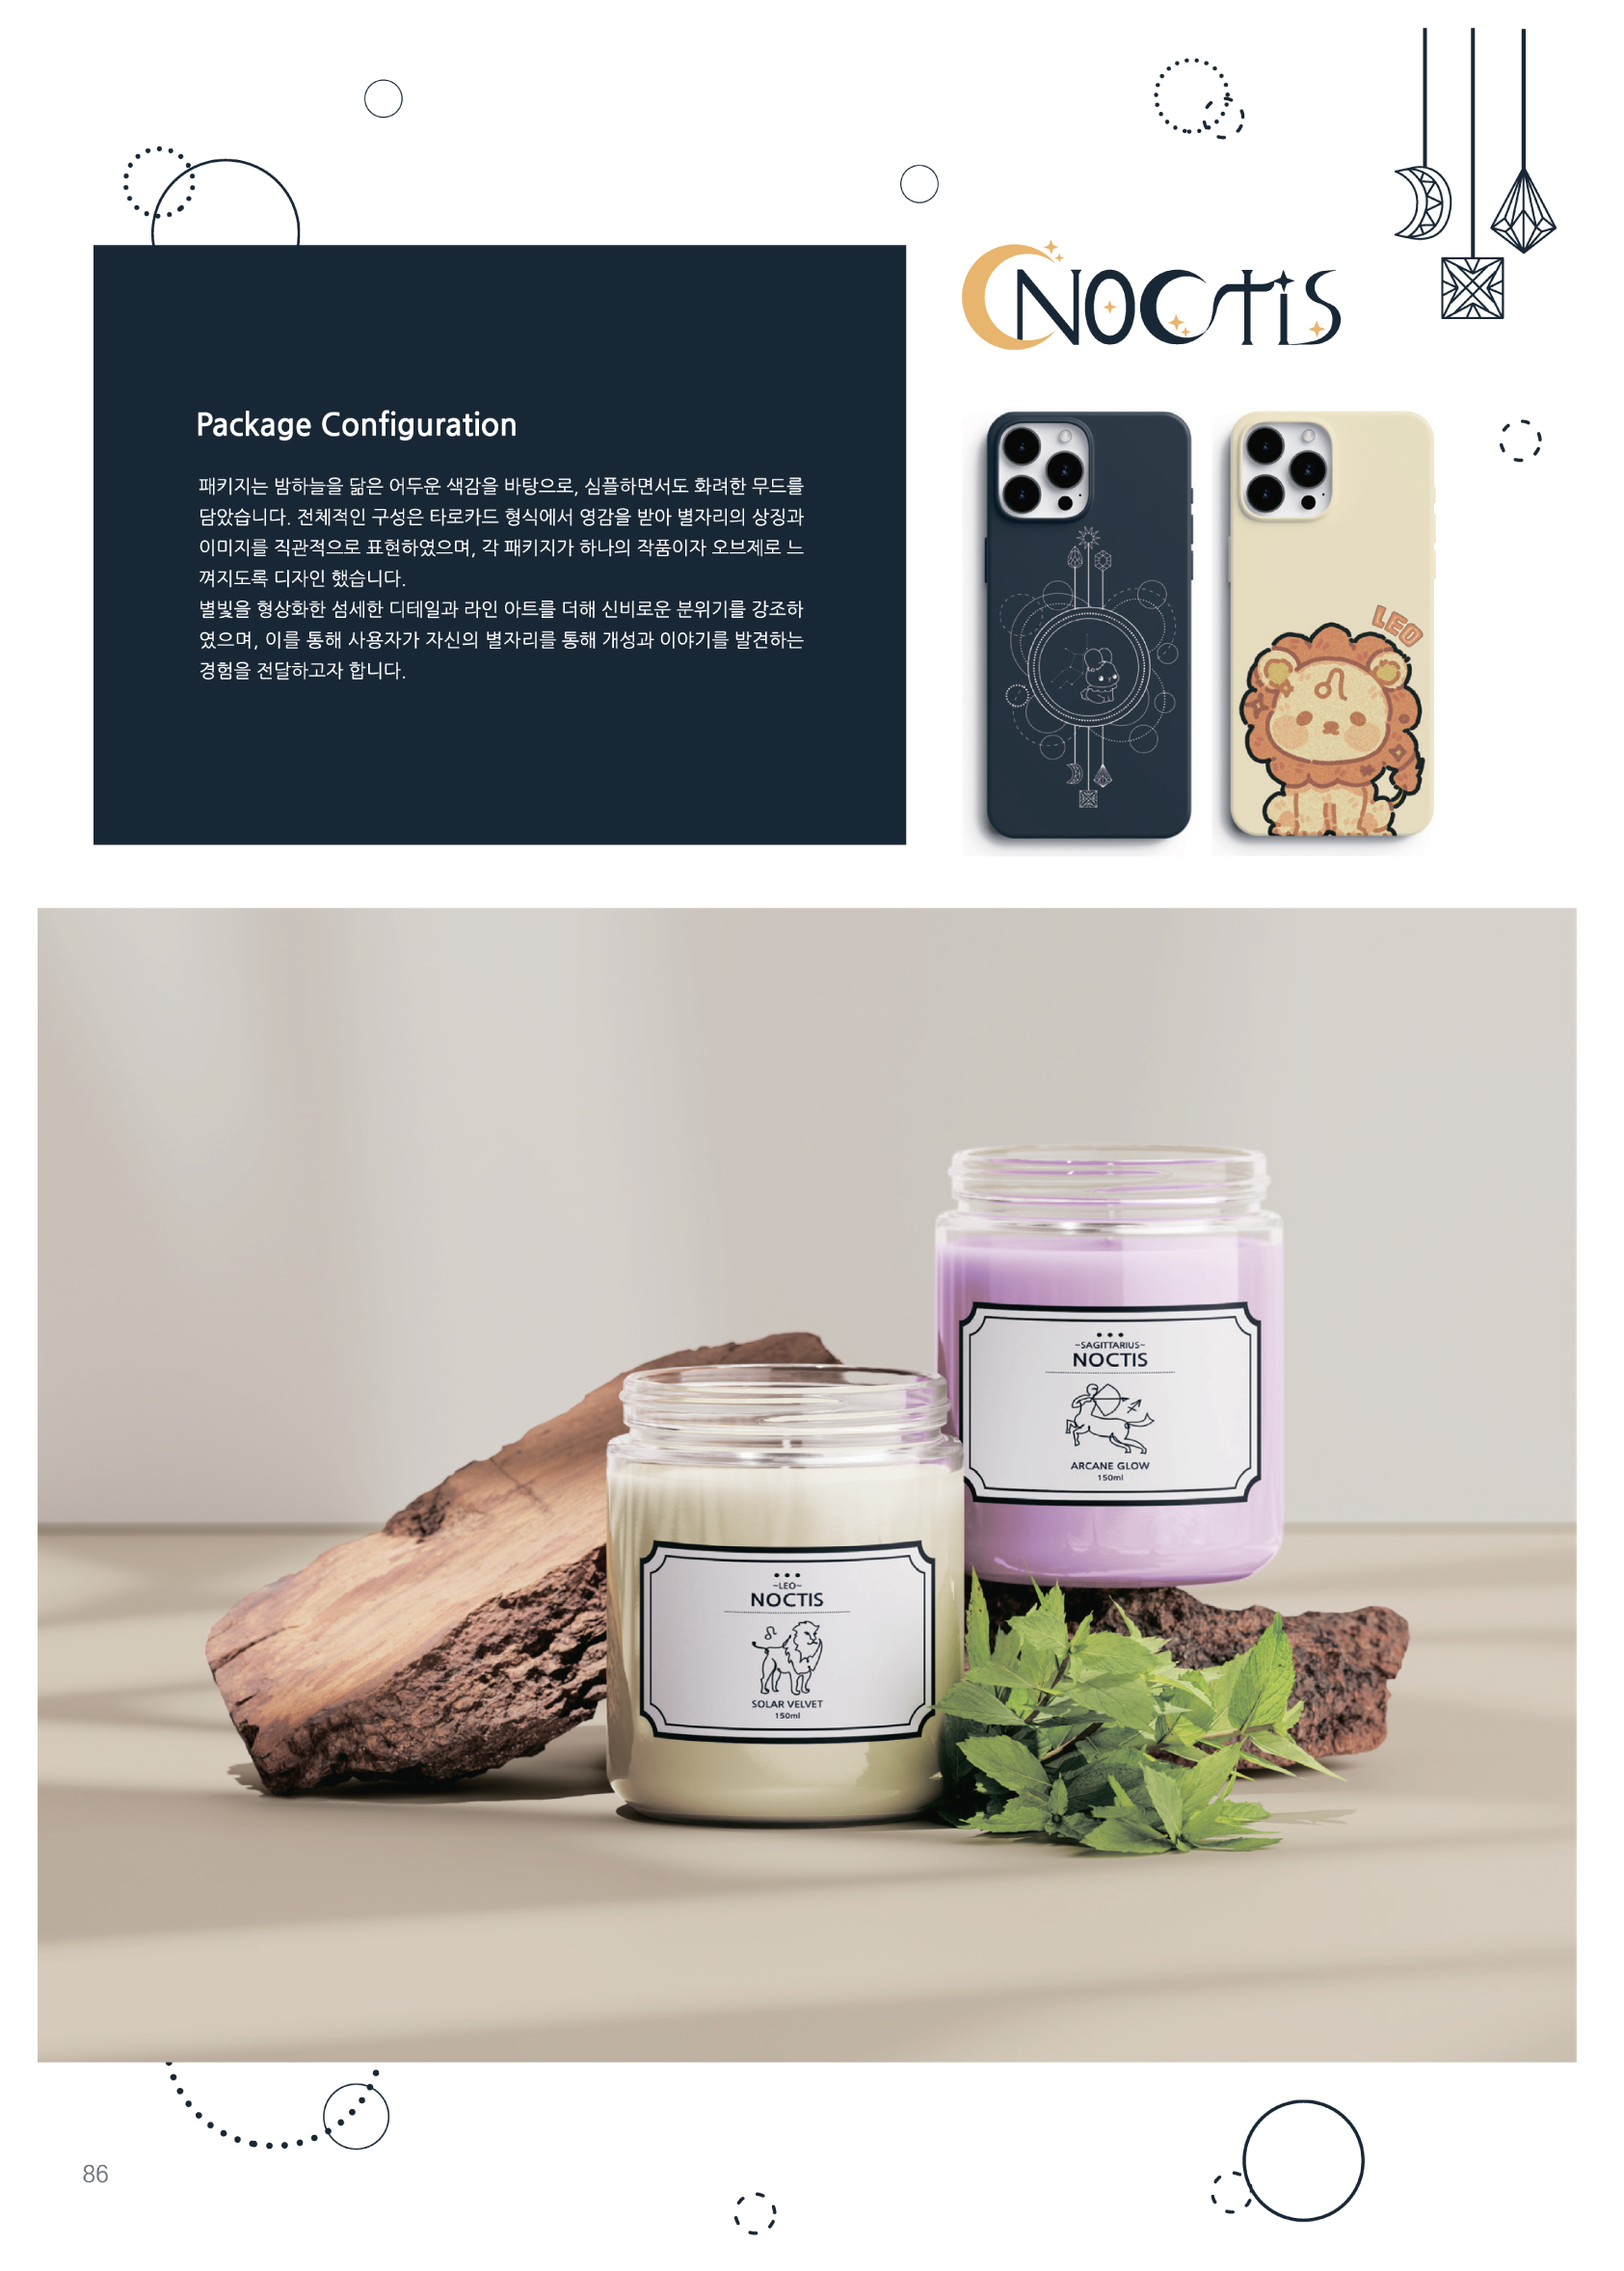 NOCTIS
Package Configuration
패키지는 밤하늘을 닮은 어두운 색감을 바탕으로, 심플하면서도 화려한 무드를
담았습니다. 전체적인 구성은 타로카드 형식에서 영감을 받아 별자리의 상징과
이미지를 직관적으로 표현하였으며, 각 패키지가 하나의 작품이자 오브제로 느
껴지도록 디자인 했습니다.
별빛을 형상화한 섬세한 디테일과 라인 아트를 더해 신비로운 분위기를 강조하
였으며, 이를 통해 사용자가 자신의 별자리를 통해 개성과 이야기를 발견하는
경험을 전달하고자 합니다.
LEO
~SAGITTARIUS~
NOCTIS
ARCANE GLOW
150ml
~LEO~
NOCTIS
SOLAR VELVET
150ml
86